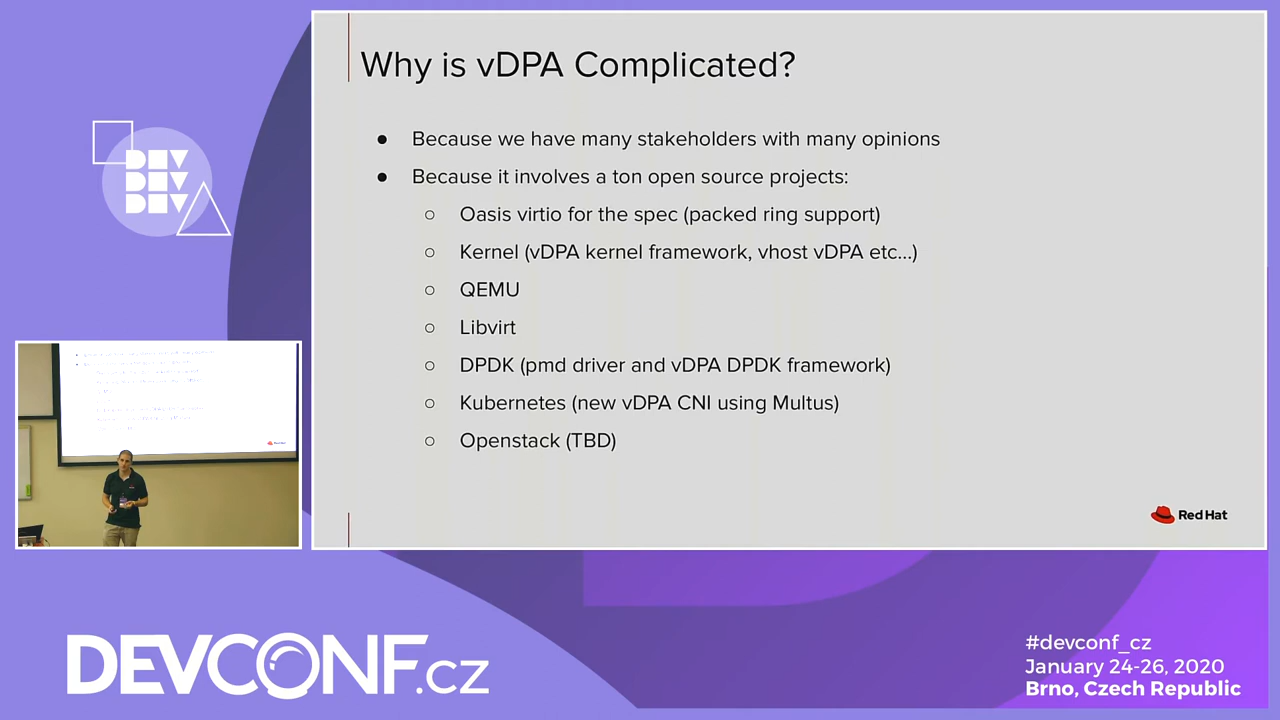 Why is vDPA Complicated?
● Because we have many stakeholders with many opinions
● Because it involves a ton open source projects:
○ Oasis virtio for the spec (packed ring support)
○ Kernel (vDPA kernel framework, vhost vDPA etc...)
○ QEMU
○ Libvirt
○ DPDK (pmd driver and vDPA DPDK framework)
○ Kubernetes (new vDPA CNI using Multus)
○ Openstack (TBD)
Red Hat
DEV
DEV
DEV
DEVCONF.cz
#devconf_cz
January 24-26, 2020
Brno, Czech Republic